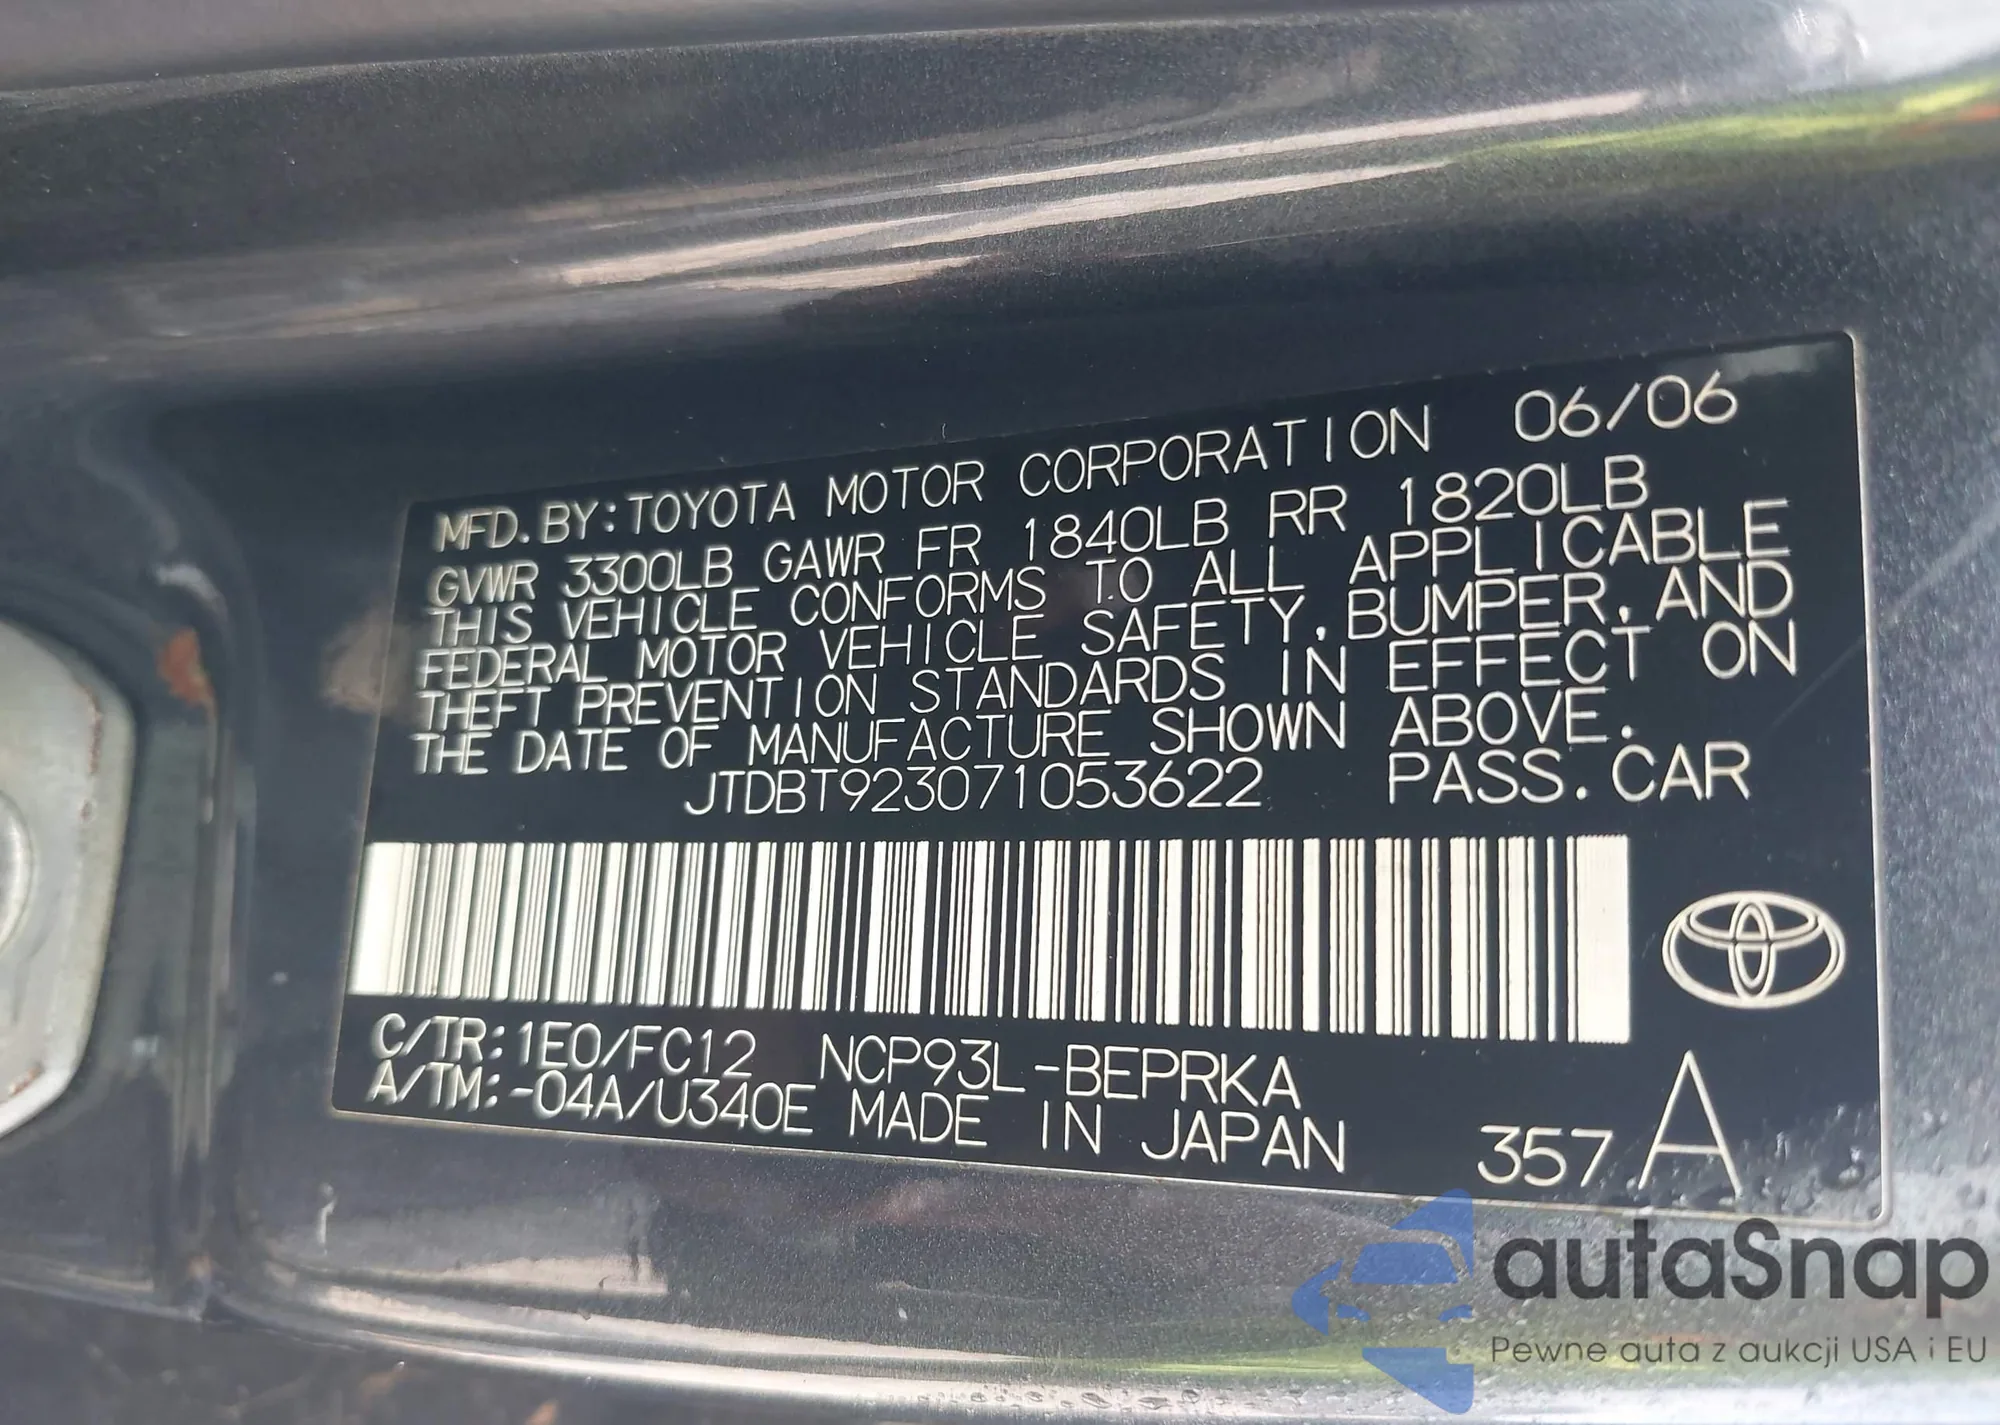 MFD.BY:TOYOTA MOTOR CORPORATION 06/06
GVWR 3300LB GAWR FR 1840LB RR 1820LB
THIS VEHICLE CONFORMS TO ALL APPLICABLE
FEDERAL MOTOR VEHICLE SAFETY, BUMPER, AND
THEFT PREVENTION STANDARDS IN EFFECT ON
THE DATE OF MANUFACTURE SHOWN ABOVE.
JTDBT923071053622 PASS.CAR
C/TR:1E0/FC12 NCP93L-BEPRKA
A/TM:-04A/U340E MADE IN JAPAN 357 A
autaSnap
Pewne auta z aukcji USA i EU